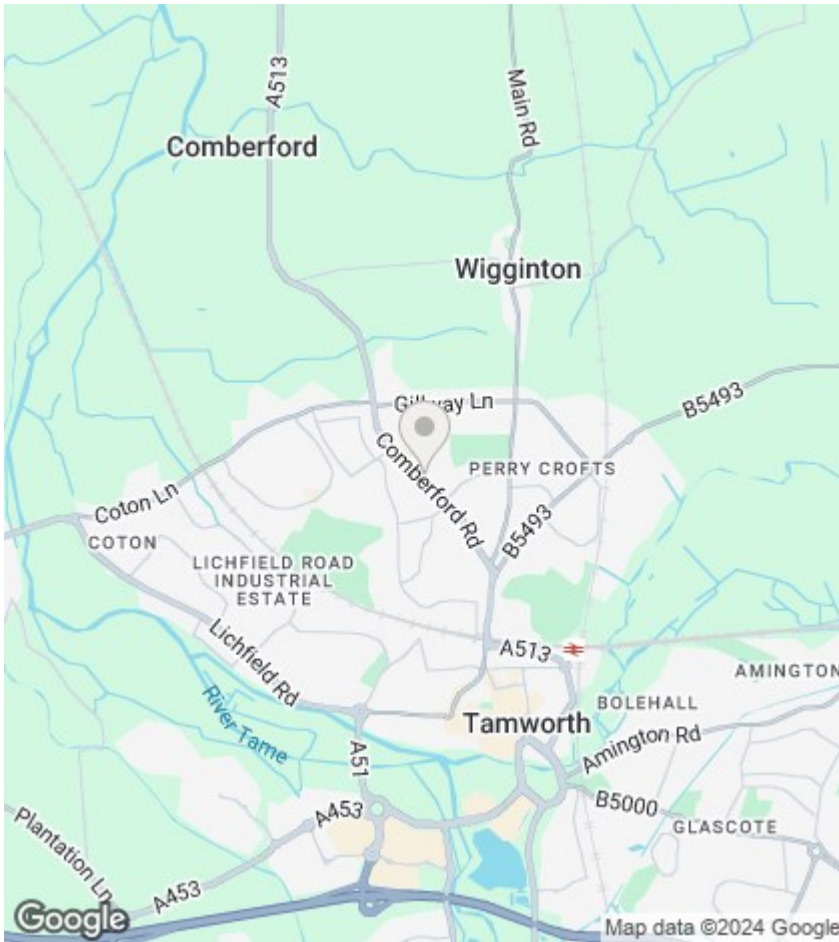 A513
Main Rd
Comberford
Wigginton
B5493
Gillway Ln
Comberford Rd
PERRY CROFTS
Coton Ln
B5493
COTON
LICHFIELD ROAD
INDUSTRIAL
ESTATE
Lichfield Rd
A513
AMINGTON
River Tame
BOLEHALL
Tamworth
Amington Rd
A51
B5000
A453
GLASCOTE
Plantation Ln
A453
Google
Map data ©2024 Google